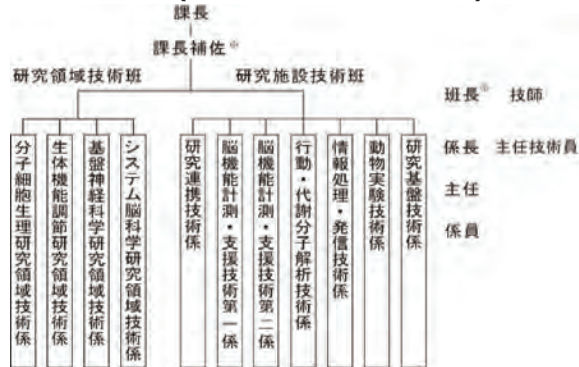 課長
課長補佐※
研究領域技術班
研究施設技術班
班長※ 技師
係長 主任技術員
主任
係員
分子細胞生理研究領域技術係
生体機能調節研究領域技術係
基盤神経科学研究領域技術係
システム脳科学研究領域技術係
研究連携技術係
脳機能計測・支援技術第一係
脳機能計測・支援技術第二係
行動・代謝分子解析技術係
情報処理・発信技術係
動物実験技術係
研究基盤技術係